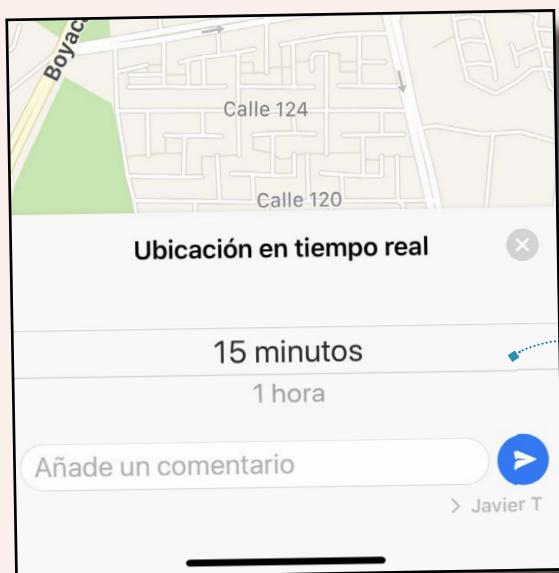 Boyac
Calle 124
Calle 120
Ubicación en tiempo real
15 minutos
1 hora
Añade un comentario
> Javier T